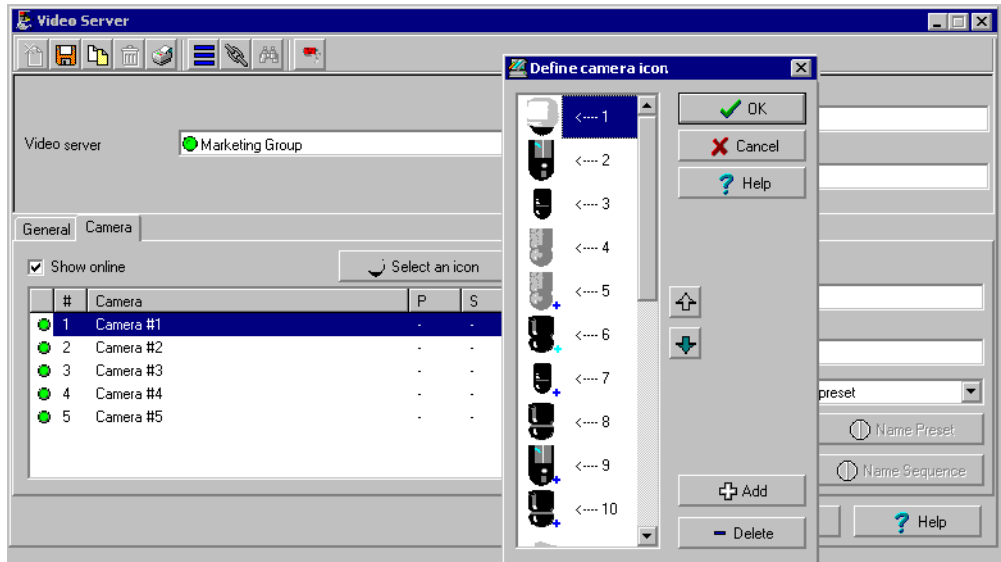 Video Server
Define camera icon
Video server
Marketing Group
General
Camera
Show online
Select an icon
#
Camera
P
S
1 Camera #1 - -
2 Camera #2 - -
3 Camera #3 - -
4 Camera #4 - -
5 Camera #5 - -
<---- 1
<---- 2
<---- 3
<---- 4
<---- 5
<---- 6
<---- 7
<---- 8
<---- 9
<---- 10
OK
Cancel
? Help
Add
Delete
preset
Name Preset
Name Sequence
? Help